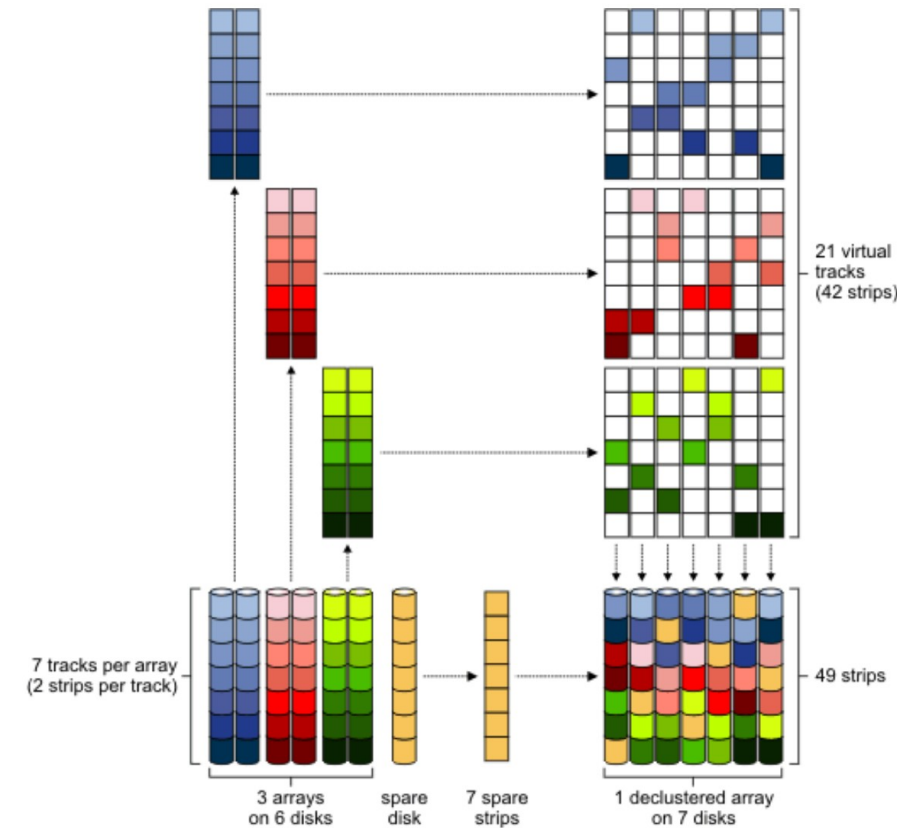 21 virtual
tracks
(42 strips)
7 tracks per array
(2 strips per track)
49 strips
3 arrays
on 6 disks
spare
disk
7 spare
strips
1 declustered array
on 7 disks